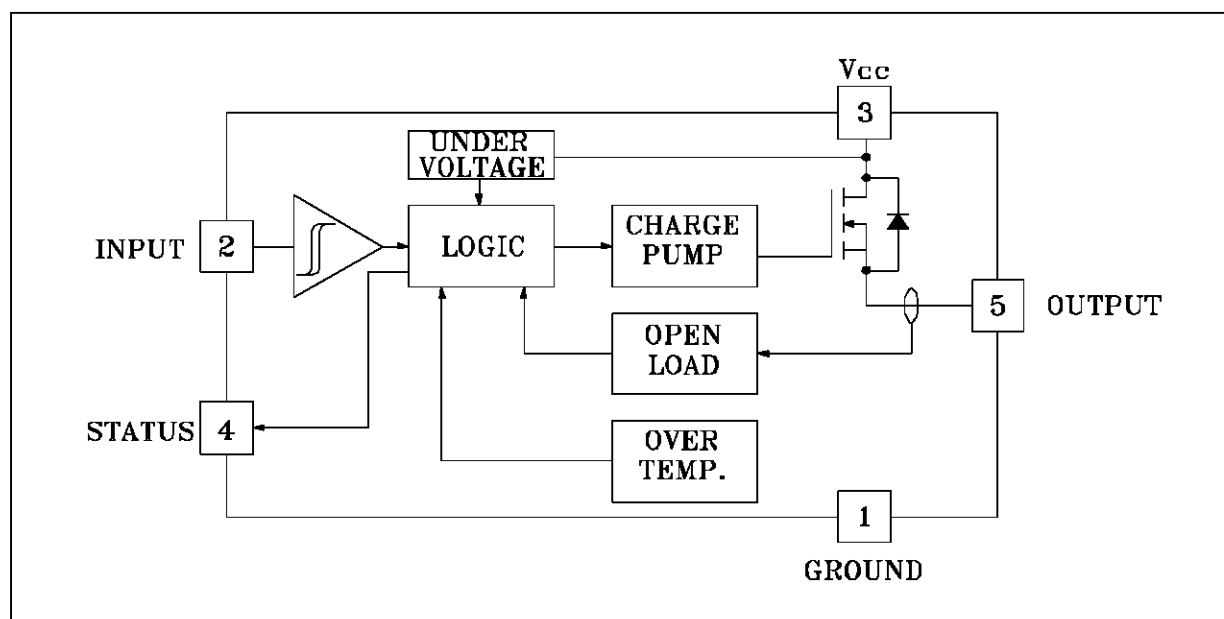 Vcc
3
UNDER
VOLTAGE
INPUT
2
LOGIC
CHARGE
PUMP
5
OUTPUT
OPEN
LOAD
STATUS
4
OVER
TEMP.
1
GROUND